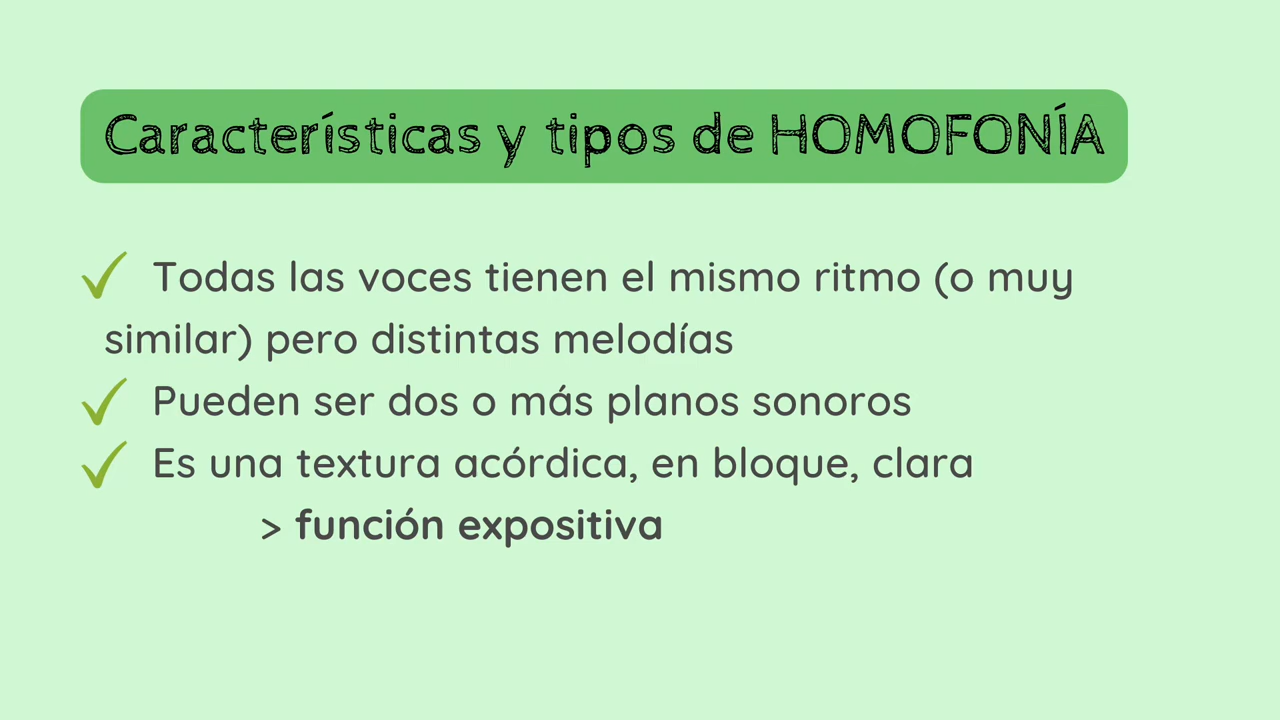 Características y tipos de HOMOFONÍA
✓ Todas las voces tienen el mismo ritmo (o muy
similar) pero distintas melodías
✓ Pueden ser dos o más planos sonoros
✓ Es una textura acórdica, en bloque, clara
> función expositiva